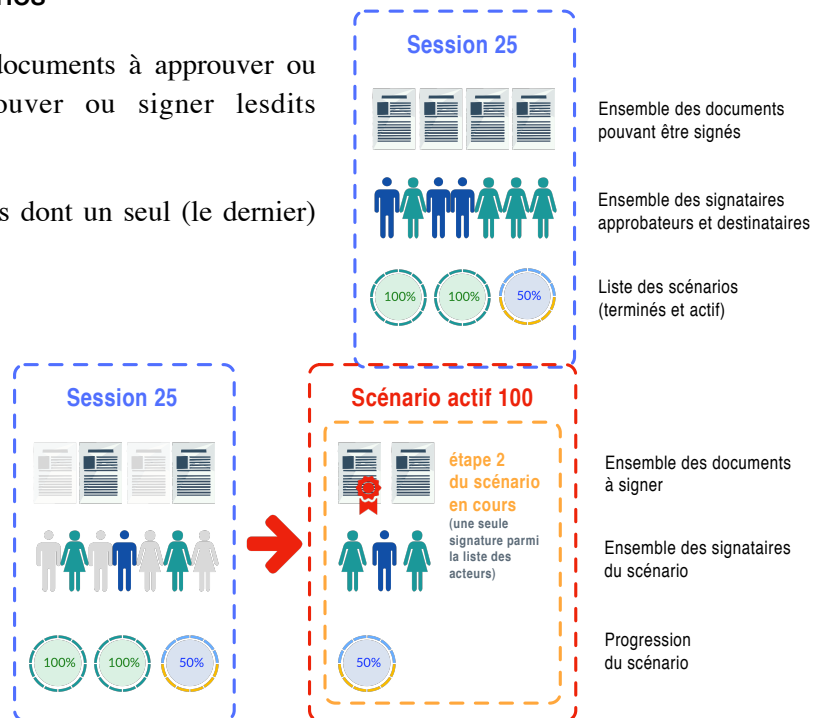 documents à approuver ou
ouver ou signer lesdits
s dont un seul (le dernier)
Session 25
Ensemble des documents
pouvant être signés
Ensemble des signataires
approbateurs et destinataires
100%
100%
50%
Liste des scénarios
(terminés et actif)
Session 25
100%
100%
50%
Scénario actif 100
étape 2
du scénario
en cours
(une seule
signature parmi
la liste des
acteurs)
50%
Ensemble des documents
à signer
Ensemble des signataires
du scénario
Progression
du scénario